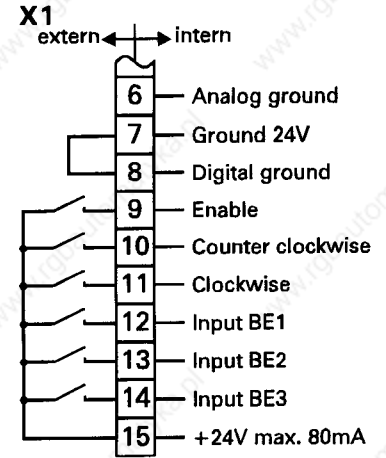 X1
extern intern
6 Analog ground
7 Ground 24V
8 Digital ground
9 Enable
10 Counter clockwise
11 Clockwise
12 Input BE1
13 Input BE2
14 Input BE3
15 +24V max. 80mA